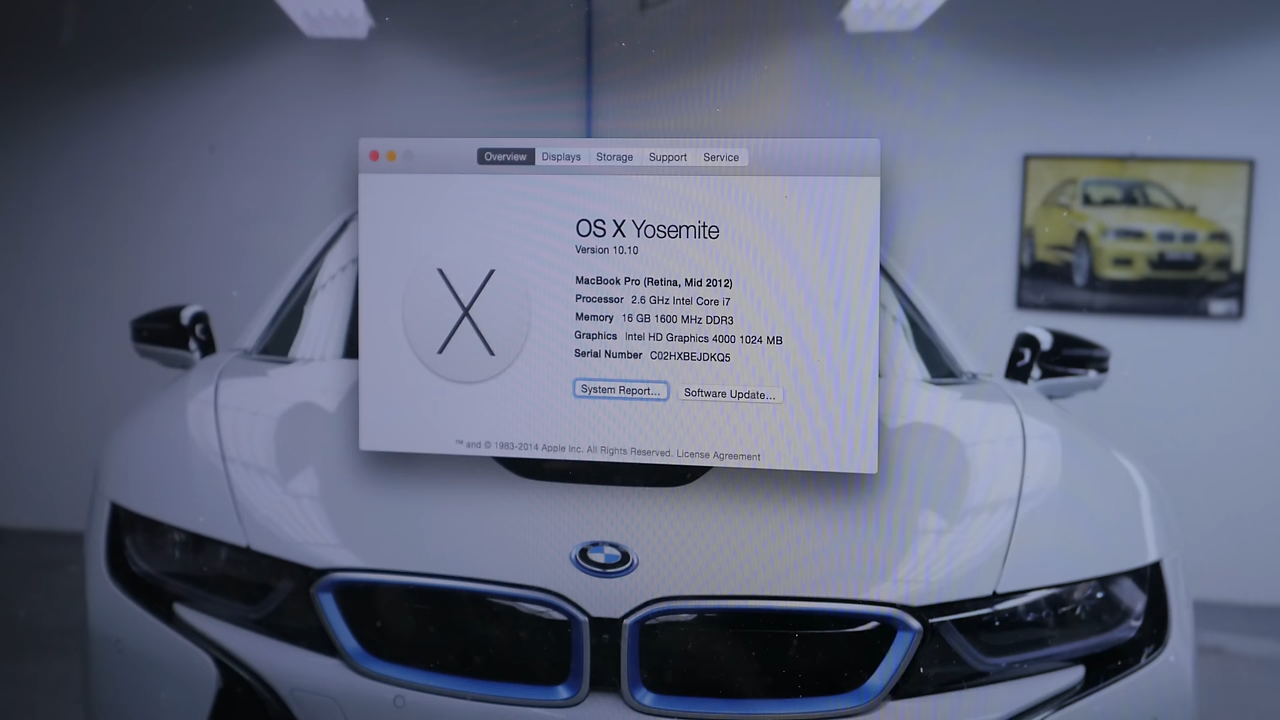 Overview Displays Storage Support Service
OS X Yosemite
Version 10.10
MacBook Pro (Retina, Mid 2012)
Processor 2.6 GHz Intel Core i7
Memory 16 GB 1600 MHz DDR3
Graphics Intel HD Graphics 4000 1024 MB
Serial Number C02HXBEJDKQ5
System Report... Software Update...
™ and © 1983-2014 Apple Inc. All Rights Reserved. License Agreement